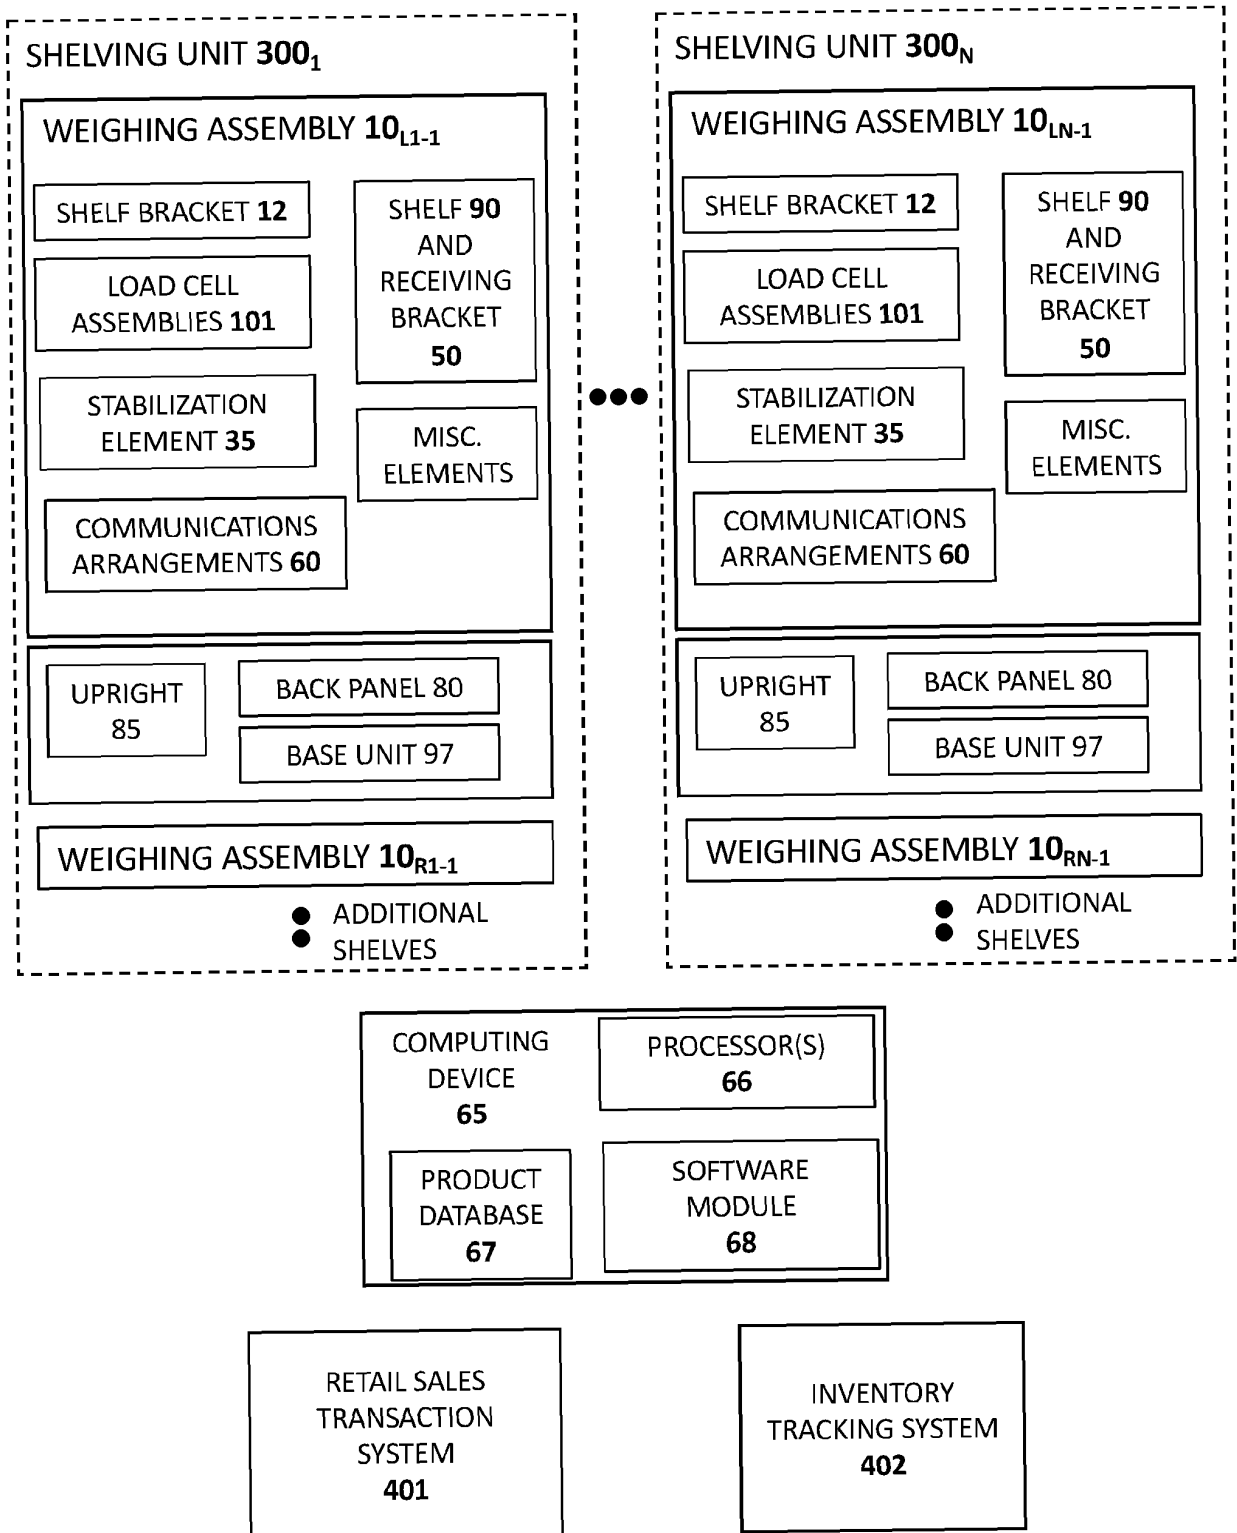 SHELVING UNIT 300₁
WEIGHING ASSEMBLY 10L1-1
SHELF BRACKET 12
LOAD CELL
ASSEMBLIES 101
STABILIZATION
ELEMENT 35
COMMUNICATIONS
ARRANGEMENTS 60
SHELF 90
AND
RECEIVING
BRACKET
50
MISC.
ELEMENTS
UPRIGHT
85
BACK PANEL 80
BASE UNIT 97
WEIGHING ASSEMBLY 10R1-1
ADDITIONAL
SHELVES
SHELVING UNIT 300N
WEIGHING ASSEMBLY 10LN-1
SHELF BRACKET 12
LOAD CELL
ASSEMBLIES 101
STABILIZATION
ELEMENT 35
COMMUNICATIONS
ARRANGEMENTS 60
SHELF 90
AND
RECEIVING
BRACKET
50
MISC.
ELEMENTS
UPRIGHT
85
BACK PANEL 80
BASE UNIT 97
WEIGHING ASSEMBLY 10RN-1
ADDITIONAL
SHELVES
COMPUTING
DEVICE
65
PROCESSOR(S)
66
PRODUCT
DATABASE
67
SOFTWARE
MODULE
68
RETAIL SALES
TRANSACTION
SYSTEM
401
INVENTORY
TRACKING SYSTEM
402